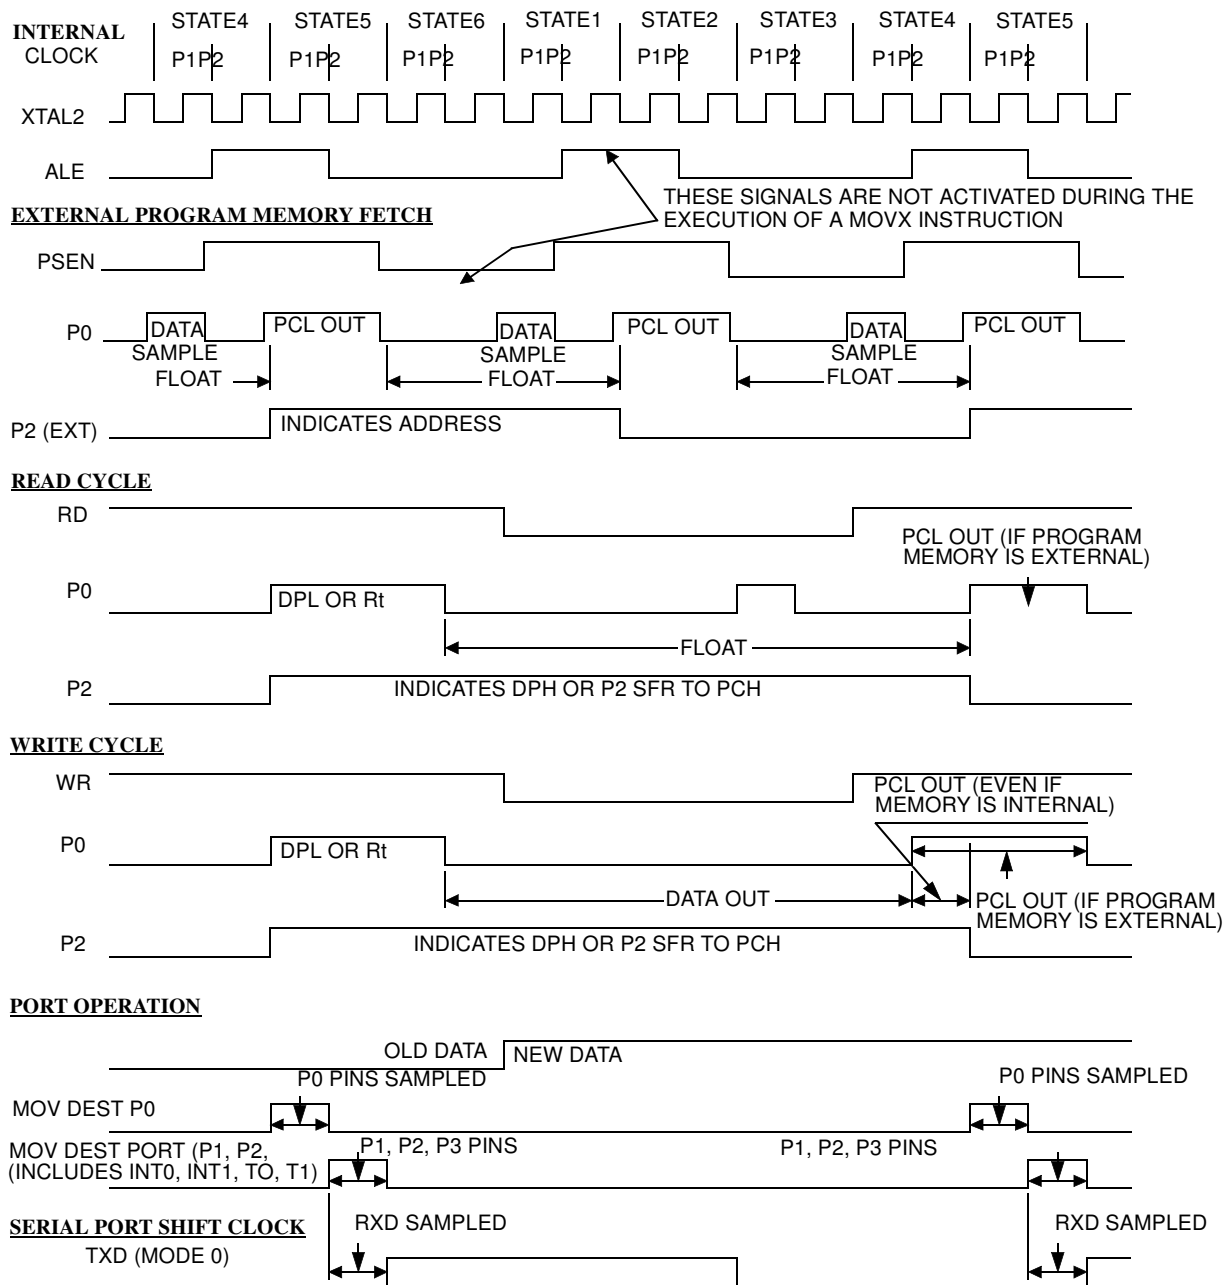 INTERNAL CLOCK
STATE4 STATE5 STATE6 STATE1 STATE2 STATE3 STATE4 STATE5
P1P2 P1P2 P1P2 P1P2 P1P2 P1P2 P1P2 P1P2
XTAL2
ALE
THESE SIGNALS ARE NOT ACTIVATED DURING THE
EXECUTION OF A MOVX INSTRUCTION
EXTERNAL PROGRAM MEMORY FETCH
PSEN
P0 DATA PCL OUT DATA PCL OUT DATA PCL OUT
SAMPLE SAMPLE SAMPLE
FLOAT FLOAT FLOAT
P2 (EXT) INDICATES ADDRESS
READ CYCLE
RD
PCL OUT (IF PROGRAM
MEMORY IS EXTERNAL)
P0 DPL OR Rt
FLOAT
P2 INDICATES DPH OR P2 SFR TO PCH
WRITE CYCLE
WR
PCL OUT (EVEN IF
MEMORY IS INTERNAL)
P0 DPL OR Rt
DATA OUT
PCL OUT (IF PROGRAM
MEMORY IS EXTERNAL)
P2 INDICATES DPH OR P2 SFR TO PCH
PORT OPERATION
OLD DATA NEW DATA
P0 PINS SAMPLED P0 PINS SAMPLED
MOV DEST P0
MOV DEST PORT (P1, P2,
(INCLUDES INT0, INT1, TO, T1)
P1, P2, P3 PINS P1, P2, P3 PINS
SERIAL PORT SHIFT CLOCK
RXD SAMPLED RXD SAMPLED
TXD (MODE 0)